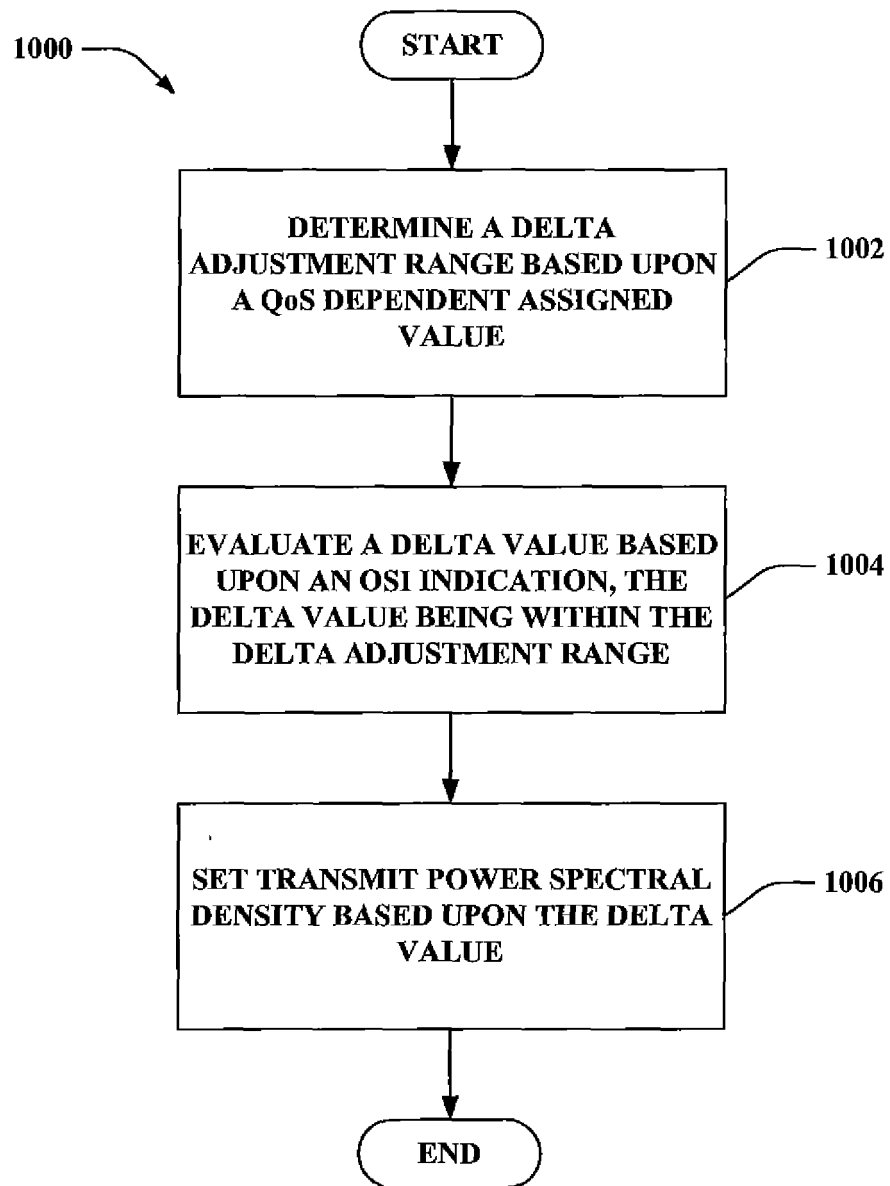 1000
START
DETERMINE A DELTA
ADJUSTMENT RANGE BASED UPON
A QoS DEPENDENT ASSIGNED
VALUE
1002
EVALUATE A DELTA VALUE BASED
UPON AN OSI INDICATION, THE
DELTA VALUE BEING WITHIN THE
DELTA ADJUSTMENT RANGE
1004
SET TRANSMIT POWER SPECTRAL
DENSITY BASED UPON THE DELTA
VALUE
1006
END